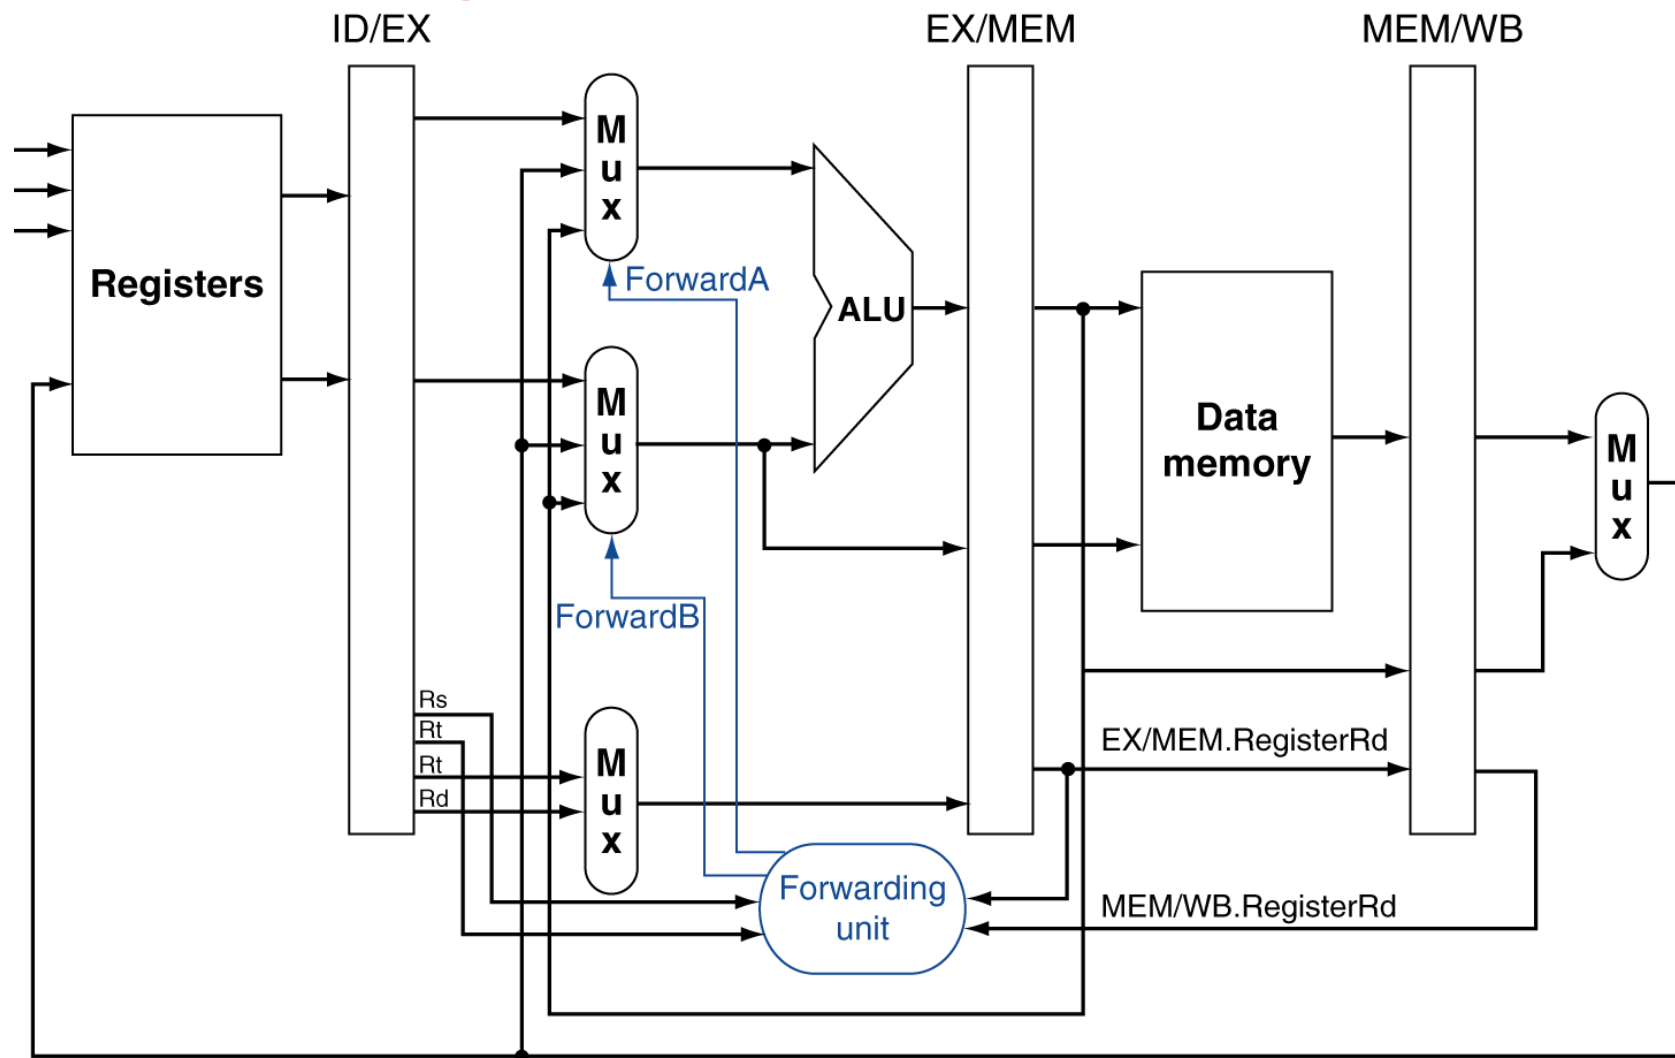 ID/EX
EX/MEM
MEM/WB
M
u
x
Registers
ForwardA
ALU
M
u
x
Data
memory
M
u
x
ForwardB
Rs
Rt
Rt
Rd
M
u
x
EX/MEM.RegisterRd
Forwarding
unit
MEM/WB.RegisterRd